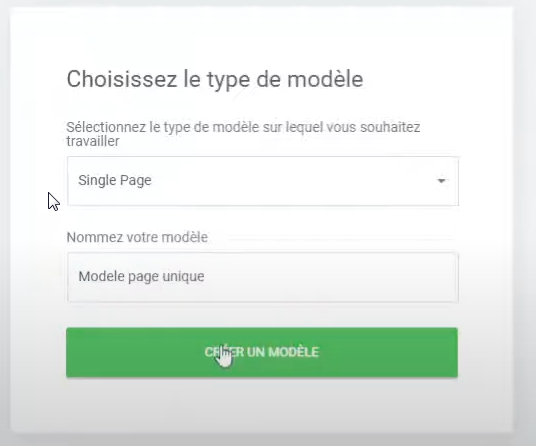 Choisissez le type de modèle
Sélectionnez le type de modèle sur lequel vous souhaitez
travailler
Single Page
Nommez votre modèle
Modele page unique
CRÉER UN MODÈLE